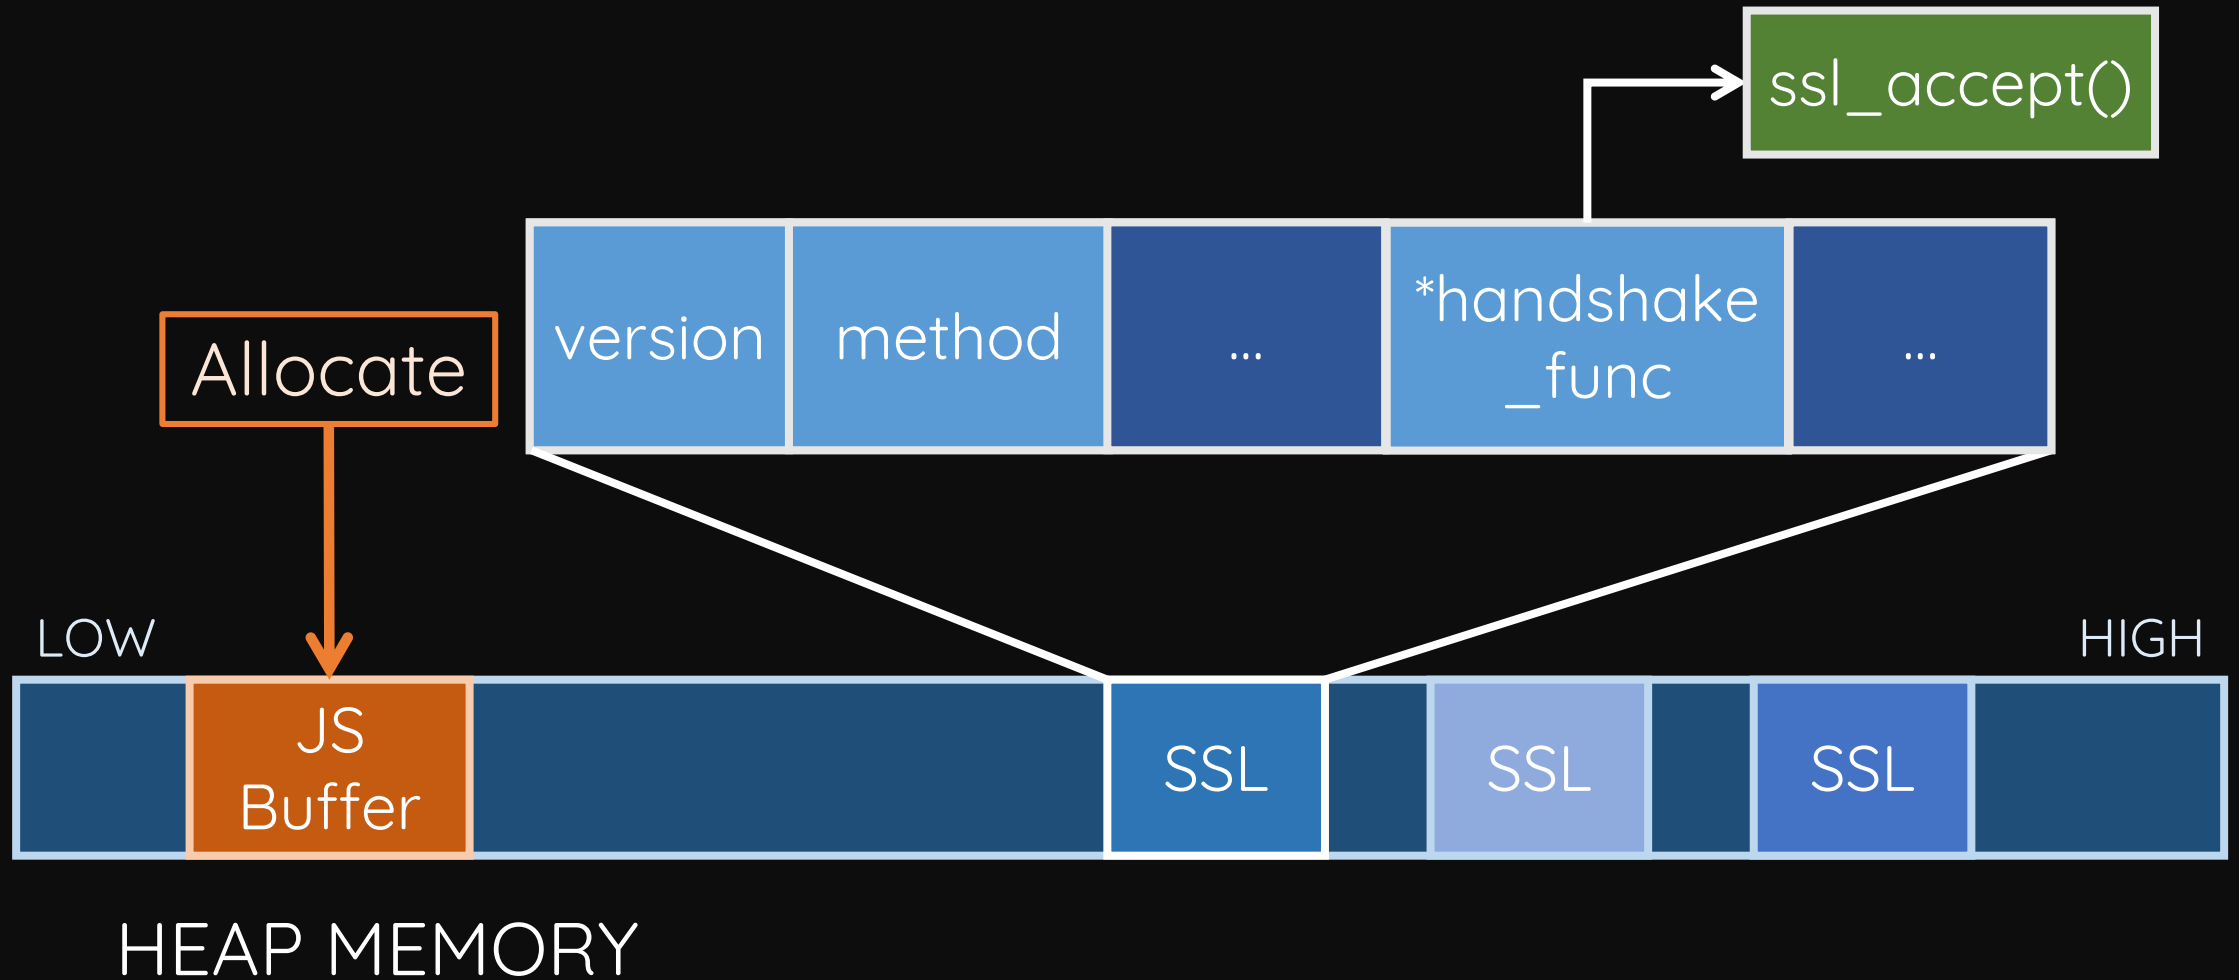 ssl_accept()
version
method
...
*handshake
_func
...
Allocate
LOW
HIGH
JS
Buffer
SSL
SSL
SSL
HEAP MEMORY